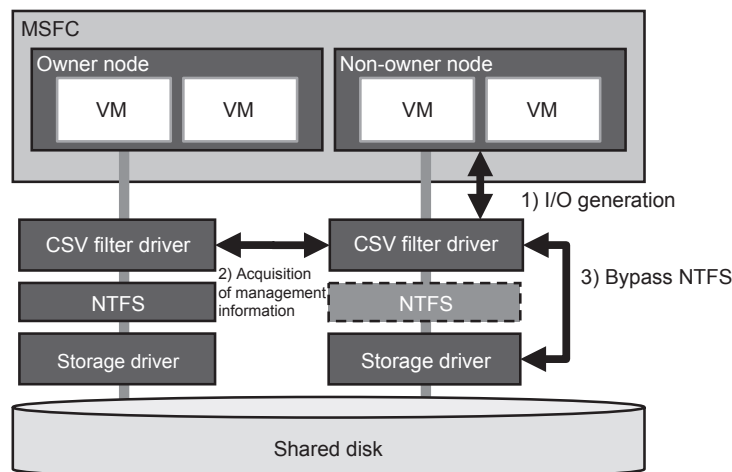 MSFC
Owner node
VM
VM
Non-owner node
VM
VM
1) I/O generation
CSV filter driver
CSV filter driver
2) Acquisition
of management
information
3) Bypass NTFS
NTFS
NTFS
Storage driver
Storage driver
Shared disk